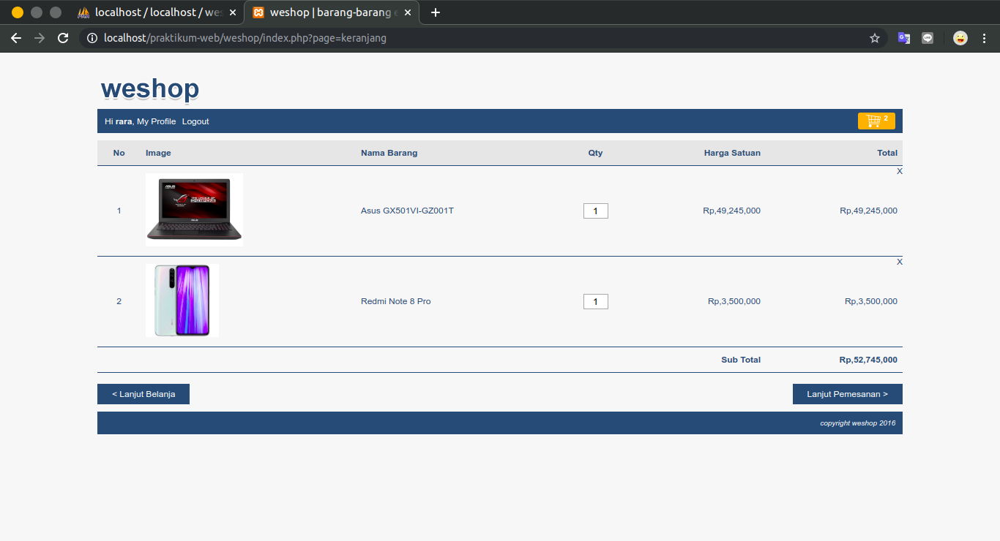 localhost / localhost / wes
weshop | barang-barang e
localhost/praktikum-web/weshop/index.php?page=keranjang
weshop
Hi rara, My Profile Logout 2
No Image Nama Barang Qty Harga Satuan Total
X
1 Asus GX501VI-GZ001T 1 Rp,49,245,000 Rp,49,245,000
X
2 Redmi Note 8 Pro 1 Rp,3,500,000 Rp,3,500,000
Sub Total Rp,52,745,000
< Lanjut Belanja Lanjut Pemesanan >
copyright weshop 2016